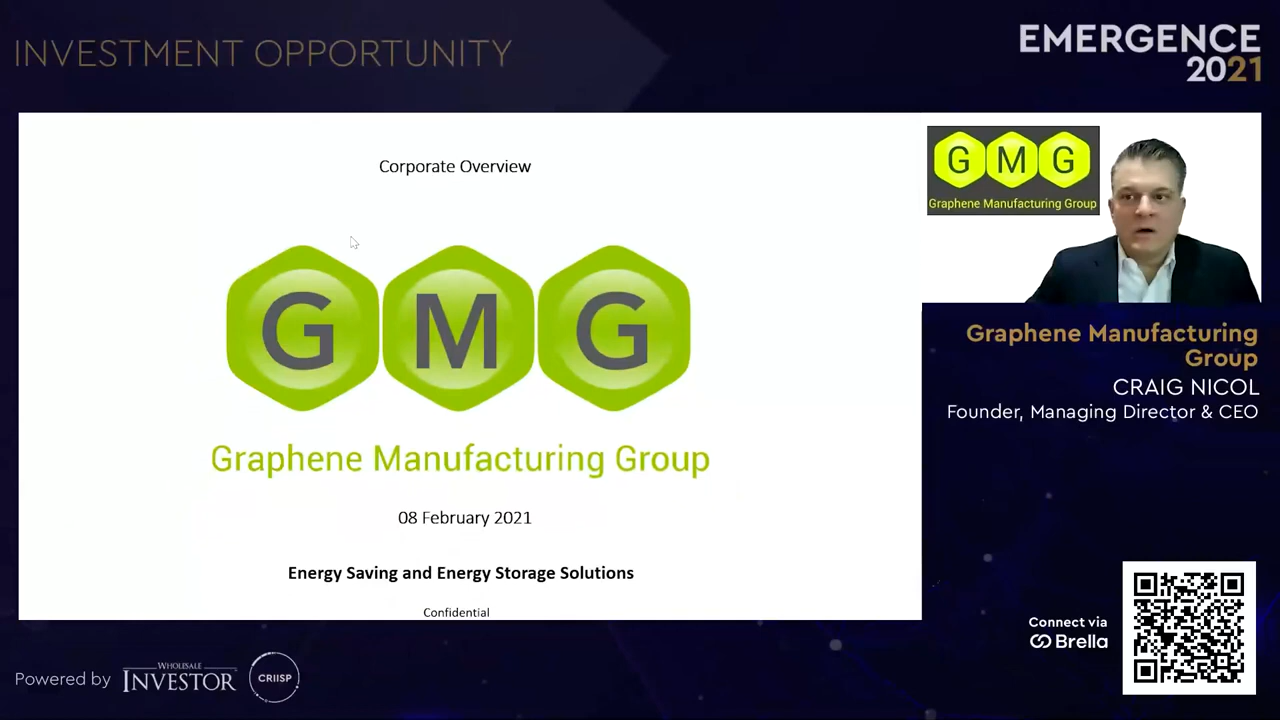 INVESTMENT OPPORTUNITY
EMERGENCE
2021
Corporate Overview
G M G
Graphene Manufacturing Group
08 February 2021
Energy Saving and Energy Storage Solutions
Confidential
G M G
Graphene Manufacturing Group
Graphene Manufacturing
Group
CRAIG NICOL
Founder, Managing Director & CEO
Connect via
Brella
Powered by
WHOLESALE
INVESTOR
CRIISP